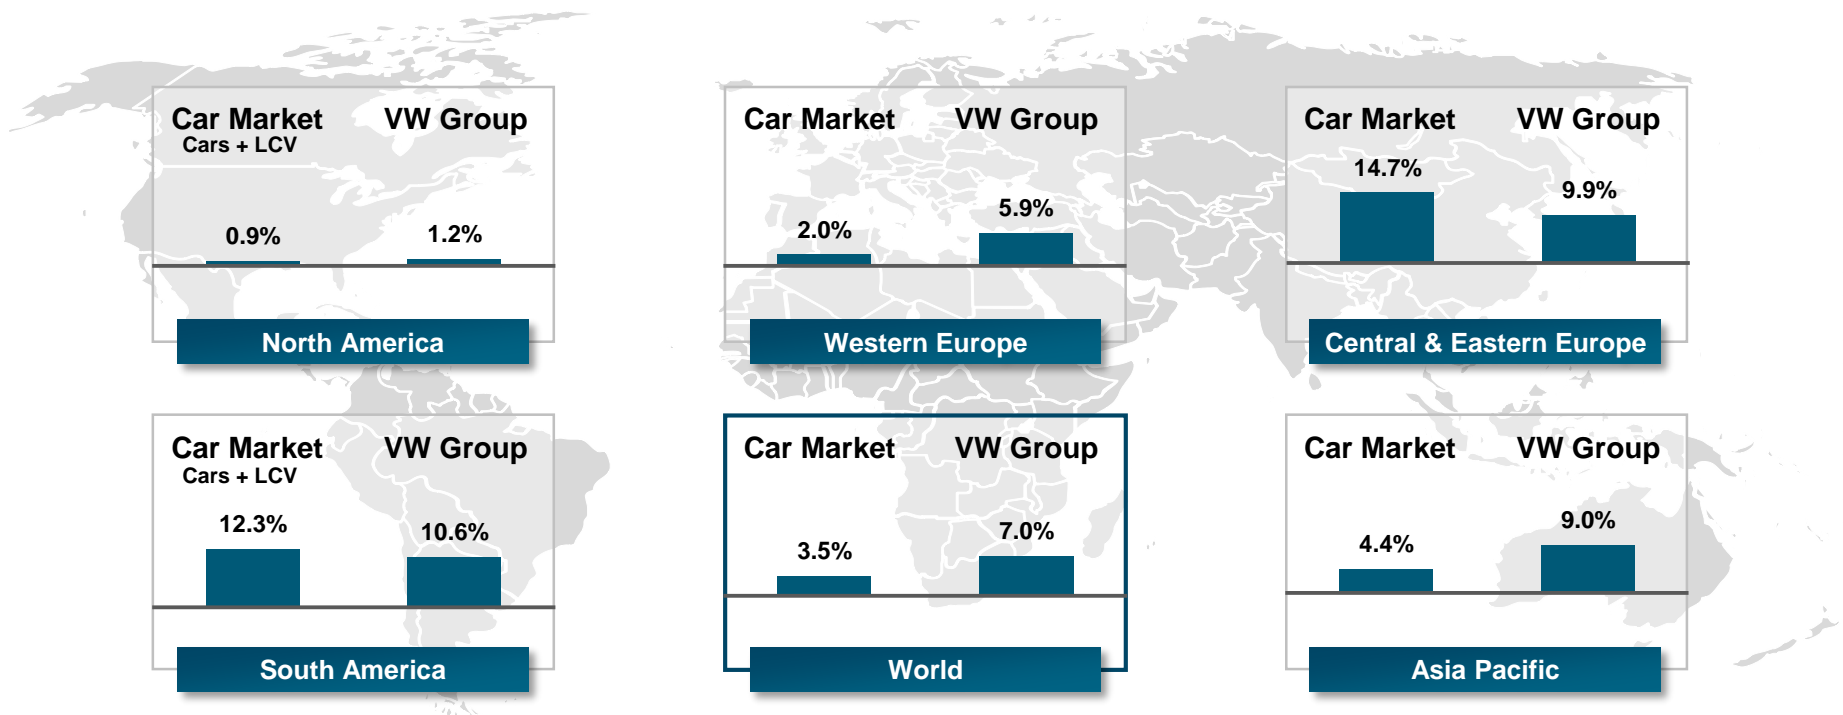 Car Market VW Group
Cars + LCV
0.9% 1.2%
North America
Car Market VW Group
2.0% 5.9%
Western Europe
Car Market VW Group
14.7% 9.9%
Central & Eastern Europe
Car Market VW Group
Cars + LCV
12.3% 10.6%
South America
Car Market VW Group
3.5% 7.0%
World
Car Market VW Group
4.4% 9.0%
Asia Pacific